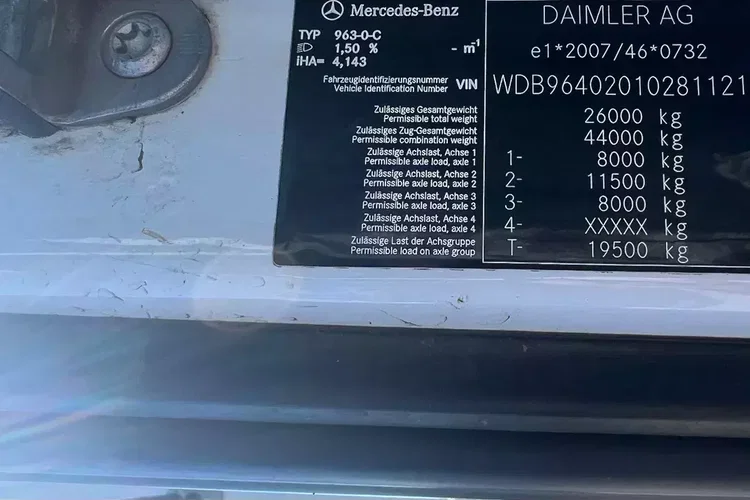 Mercedes-Benz
DAIMLER AG
TYP 963-0-C
1,50 % - m⁻¹
e1*2007/46*0732
iHA= 4,143
Fahrzeugidentifizierungsnummer
Vehicle Identification Number VIN WDB96402010281121
Zulässiges Gesamtgewicht
Permissible total weight 26000 kg
Zulässiges Zug-Gesamtgewicht
Permissible combination weight 44000 kg
Zulässige Achslast, Achse 1
Permissible axle load, axle 1 1- 8000 kg
Zulässige Achslast, Achse 2
Permissible axle load, axle 2 2- 11500 kg
Zulässige Achslast, Achse 3
Permissible axle load, axle 3 3- 8000 kg
Zulässige Achslast, Achse 4
Permissible axle load, axle 4 4- XXXXX kg
Zulässige Last der Achsgruppe
Permissible load on axle group T- 19500 kg